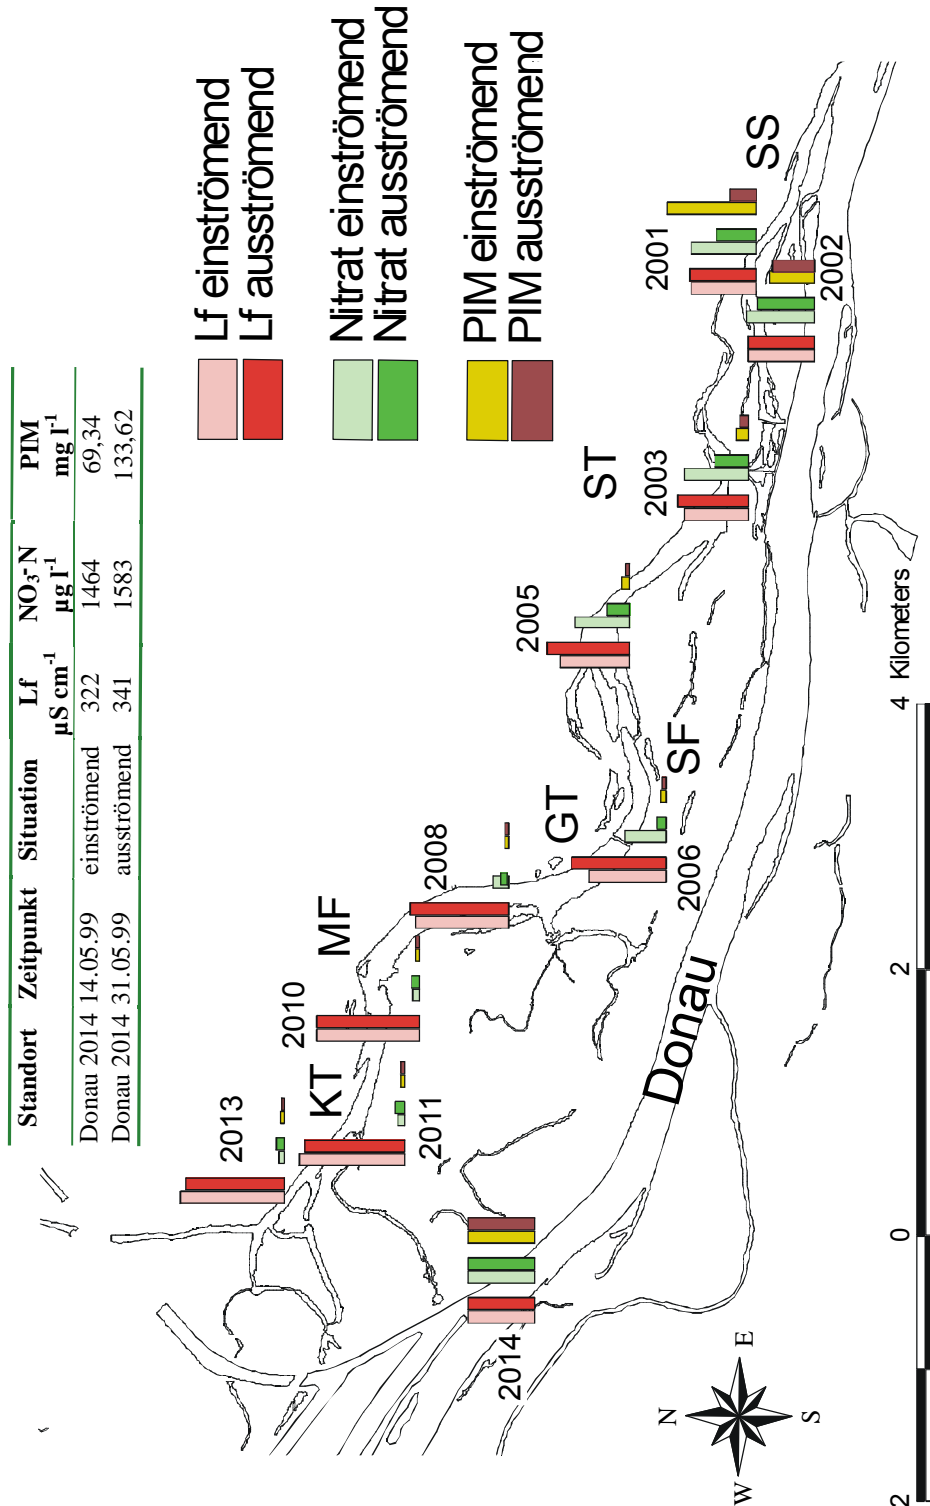 Standort Zeitpunkt Situation Lf NO₃-N PIM
µS cm⁻¹ µg l⁻¹ mg l⁻¹
Donau 2014 14.05.99 einströmend 322 1464 69,34
Donau 2014 31.05.99 ausströmend 341 1583 133,62
Lf einströmend
Lf ausströmend
Nitrat einströmend
Nitrat ausströmend
PIM einströmend
PIM ausströmend
2013
KT
2011
2010
MF
2008
GT
2006
SF
2005
ST
2003
2001
SS
2002
2014
Donau
N
W E
S
2 0 2 4 Kilometers